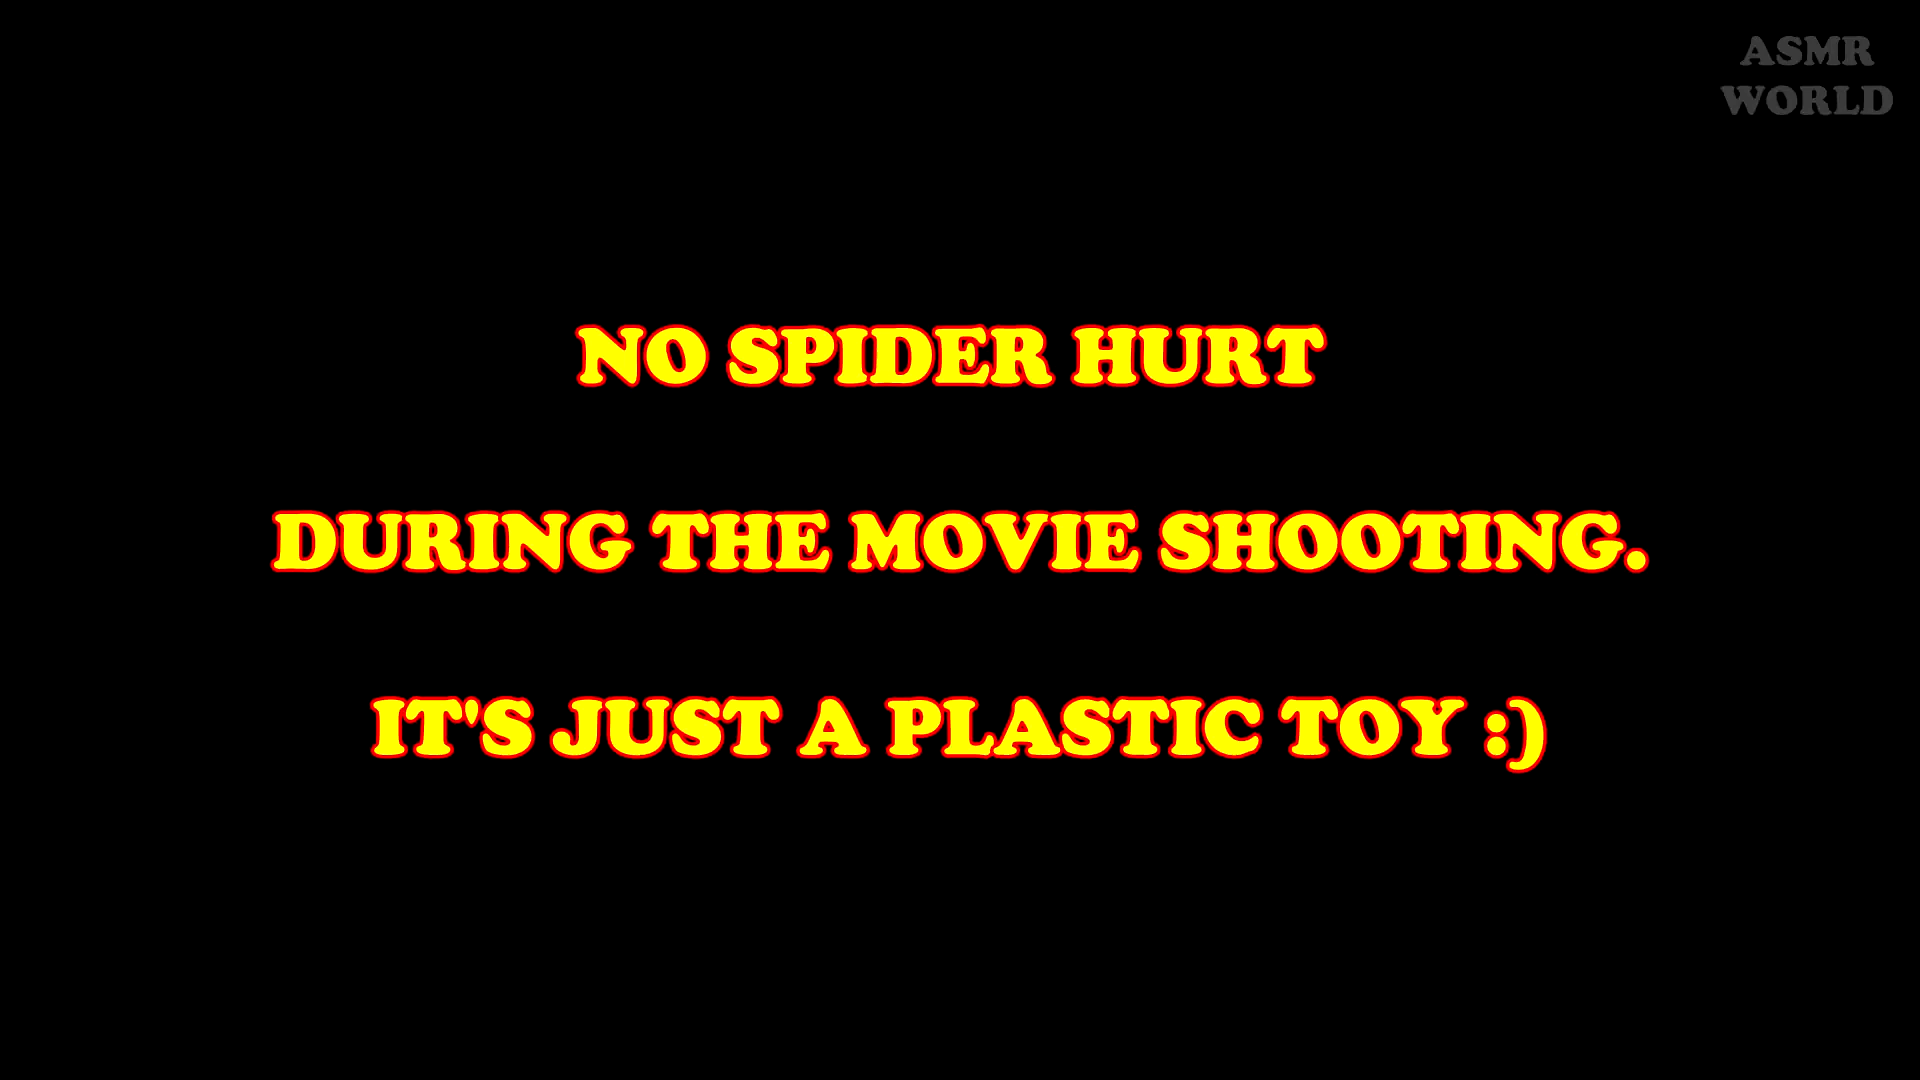 ASMR
WORLD
NO SPIDER HURT
DURING THE MOVIE SHOOTING.
IT'S JUST A PLASTIC TOY :)